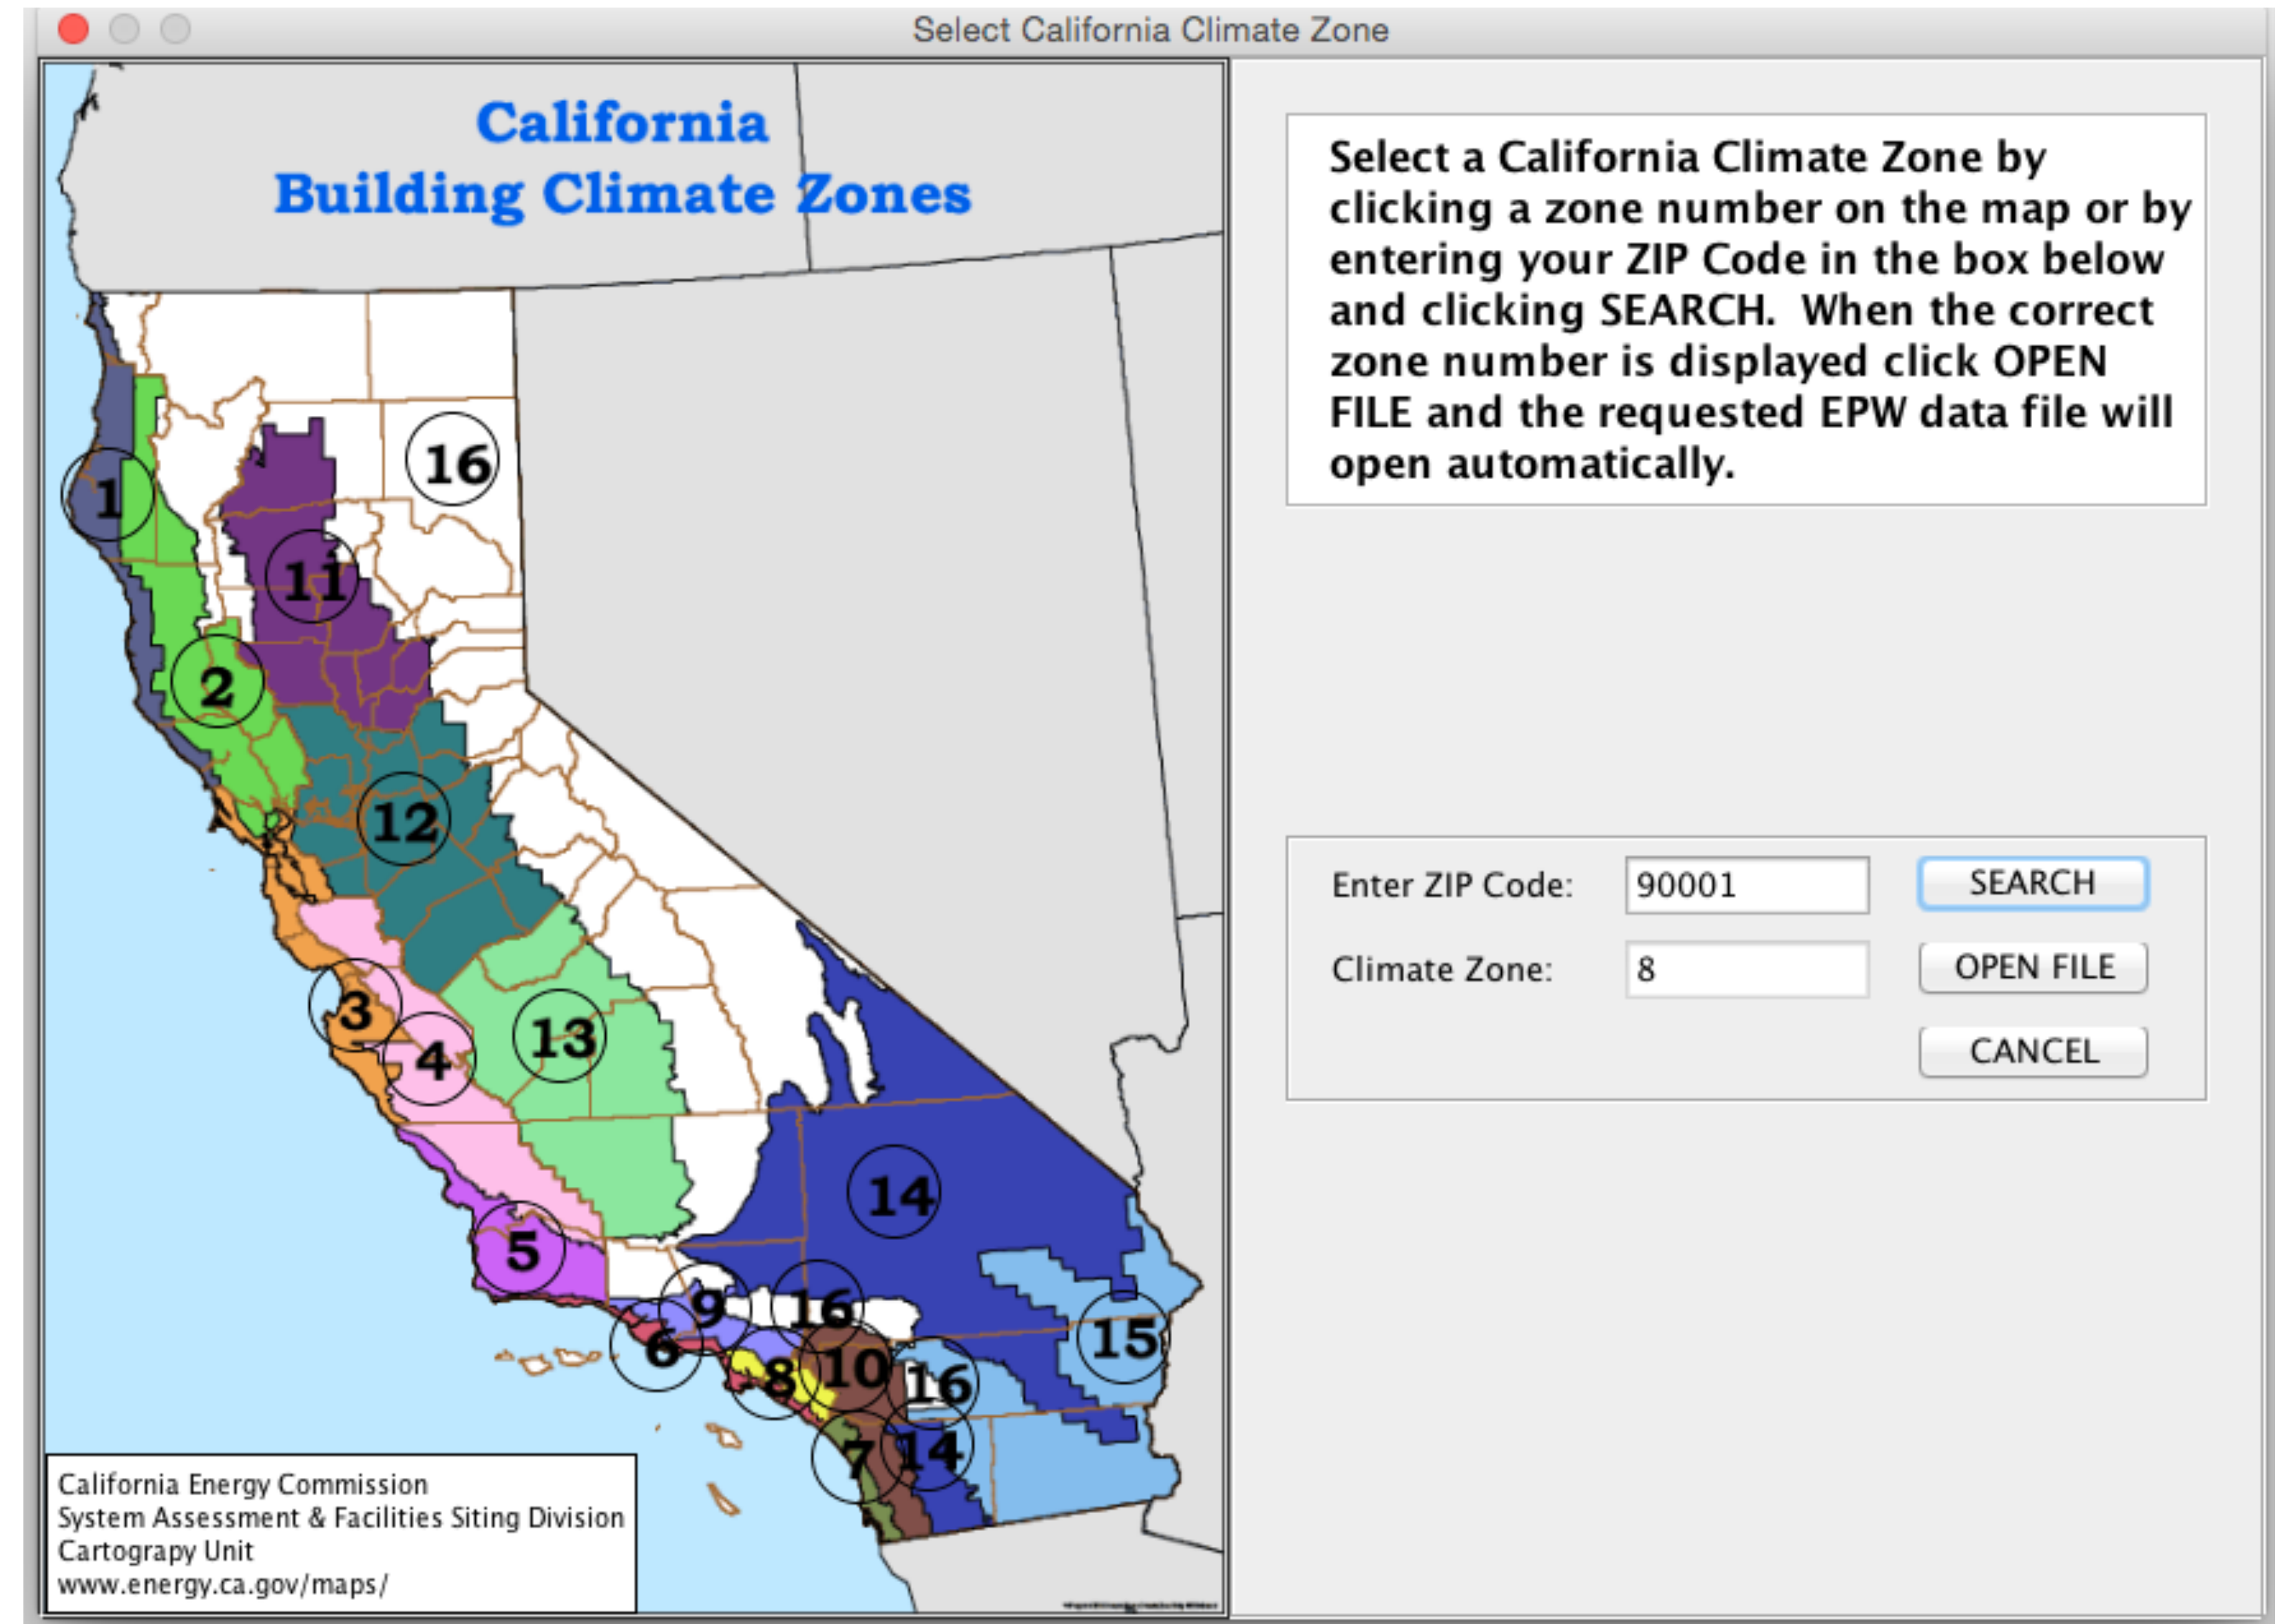 Select California Climate Zone
California
Building Climate Zones
16
1
11
2
12
3
13
4
14
5
9
16
15
6
10
8
16
14
7
California Energy Commission
System Assessment & Facilities Siting Division
Cartograpy Unit
www.energy.ca.gov/maps/
Select a California Climate Zone by
clicking a zone number on the map or by
entering your ZIP Code in the box below
and clicking SEARCH.  When the correct
zone number is displayed click OPEN
FILE and the requested EPW data file will
open automatically.
Enter ZIP Code: 90001 SEARCH
Climate Zone: 8 OPEN FILE
CANCEL